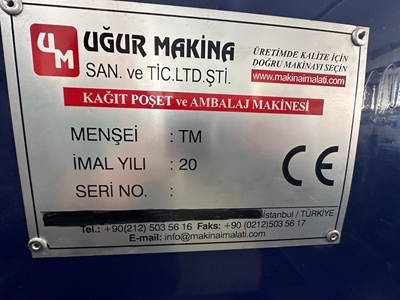 UM UĞUR MAKİNA
SAN. ve TİC.LTD.ŞTİ.
ÜRETİMDE KALİTE İÇİN
DOĞRU MAKİNAYI SEÇİN
www.makinaimalati.com
KAĞIT POŞET ve AMBALAJ MAKİNESİ
MENŞEİ : TM
İMAL YILI : 20
SERİ NO. :
CE
İstanbul / TÜRKİYE
Tel.: +90(212) 503 56 16 Faks: +90 (0212)503 56 17
E-mail: info@makinaimalati.com